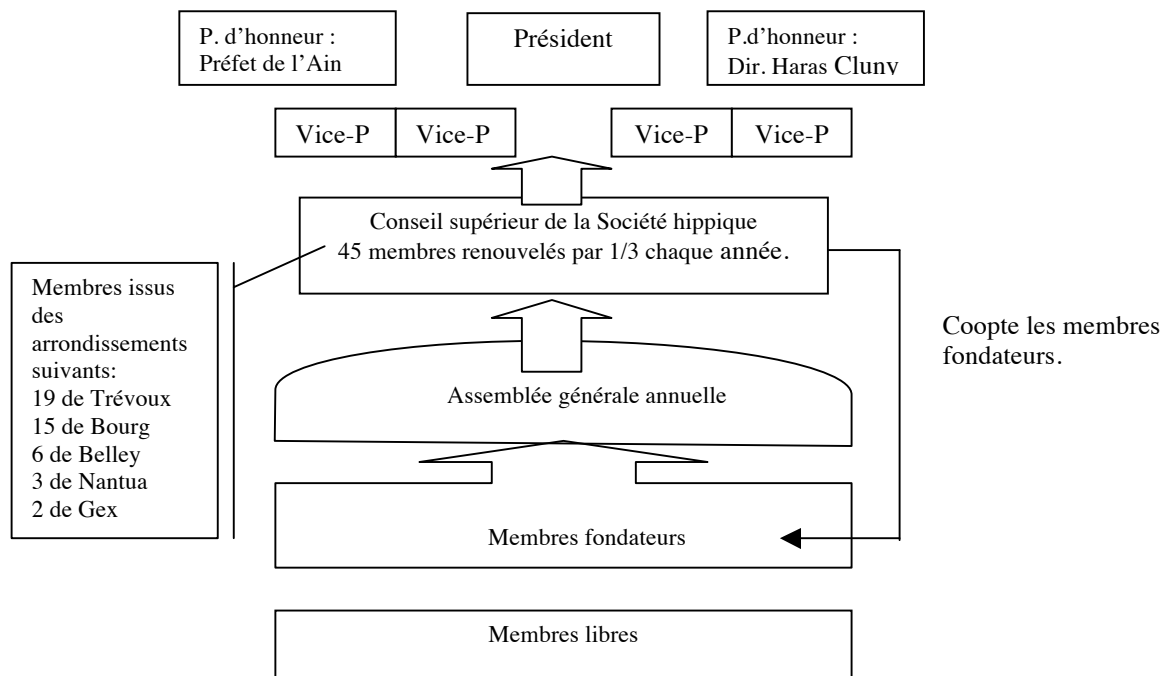 P. d’honneur :
Préfet de l’Ain
Président
P.d’honneur :
Dir. Haras Cluny
Vice-P
Vice-P
Vice-P
Vice-P
Conseil supérieur de la Société hippique
45 membres renouvelés par 1/3 chaque année.
Membres issus
des
arrondissements
suivants:
19 de Trévoux
15 de Bourg
6 de Belley
3 de Nantua
2 de Gex
Coopte les membres
fondateurs.
Assemblée générale annuelle
Membres fondateurs
Membres libres